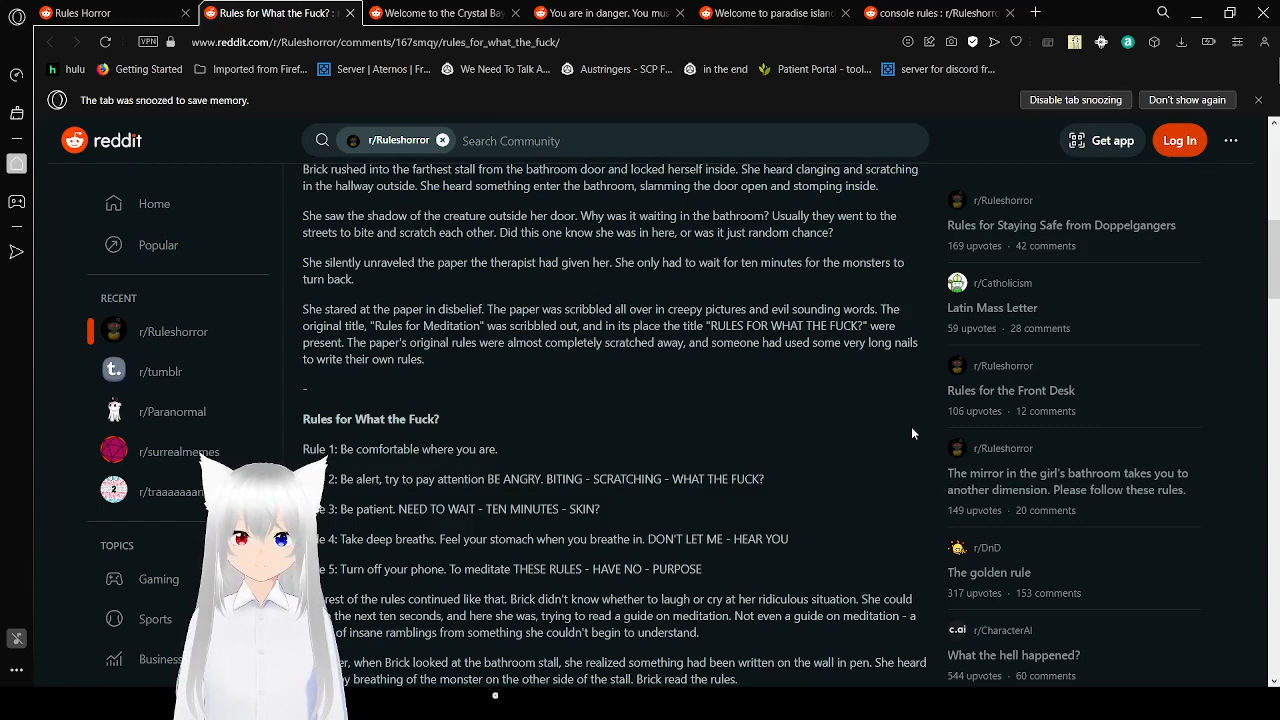 Rules Horror
Rules for What the Fuck? : r
Welcome to the Crystal Bay
You are in danger. You mus
Welcome to paradise island
console rules : r/Ruleshorro
VPN
www.reddit.com/r/Ruleshorror/comments/167smqy/rules_for_what_the_fuck/
hulu
Getting Started
Imported from Firef...
Server | Aternos | Fr...
We Need To Talk A...
Austringers - SCP F...
in the end
Patient Portal - tool...
server for discord fr...
The tab was snoozed to save memory.
Disable tab snoozing
Don't show again
reddit
r/Ruleshorror
Search Community
Get app
Log In
Home
Popular
RECENT
r/Ruleshorror
r/tumblr
r/Paranormal
r/surrealmemes
r/traaaaaaan
TOPICS
Gaming
Sports
Business
Brick rushed into the farthest stall from the bathroom door and locked herself inside. She heard clanging and scratching
in the hallway outside. She heard something enter the bathroom, slamming the door open and stomping inside.
She saw the shadow of the creature outside her door. Why was it waiting in the bathroom? Usually they went to the
streets to bite and scratch each other. Did this one know she was in here, or was it just random chance?
She silently unraveled the paper the therapist had given her. She only had to wait for ten minutes for the monsters to
turn back.
She stared at the paper in disbelief. The paper was scribbled all over in creepy pictures and evil sounding words. The
original title, "Rules for Meditation" was scribbled out, and in its place the title "RULES FOR WHAT THE FUCK?" were
present. The paper's original rules were almost completely scratched away, and someone had used some very long nails
to write their own rules.
-
Rules for What the Fuck?
Rule 1: Be comfortable where you are.
2: Be alert, try to pay attention BE ANGRY. BITING - SCRATCHING - WHAT THE FUCK?
3: Be patient. NEED TO WAIT - TEN MINUTES - SKIN?
4: Take deep breaths. Feel your stomach when you breathe in. DON'T LET ME - HEAR YOU
5: Turn off your phone. To meditate THESE RULES - HAVE NO - PURPOSE
rest of the rules continued like that. Brick didn't know whether to laugh or cry at her ridiculous situation. She could
the next ten seconds, and here she was, trying to read a guide on meditation. Not even a guide on meditation - a
of insane ramblings from something she couldn't begin to understand.
when Brick looked at the bathroom stall, she realized something had been written on the wall in pen. She heard
breathing of the monster on the other side of the stall. Brick read the rules.
r/Ruleshorror
Rules for Staying Safe from Doppelgangers
169 upvotes · 42 comments
r/Catholicism
Latin Mass Letter
59 upvotes · 28 comments
r/Ruleshorror
Rules for the Front Desk
106 upvotes · 12 comments
r/Ruleshorror
The mirror in the girl's bathroom takes you to
another dimension. Please follow these rules.
149 upvotes · 20 comments
r/DnD
The golden rule
317 upvotes · 153 comments
c.ai
r/CharacterAI
What the hell happened?
544 upvotes · 60 comments